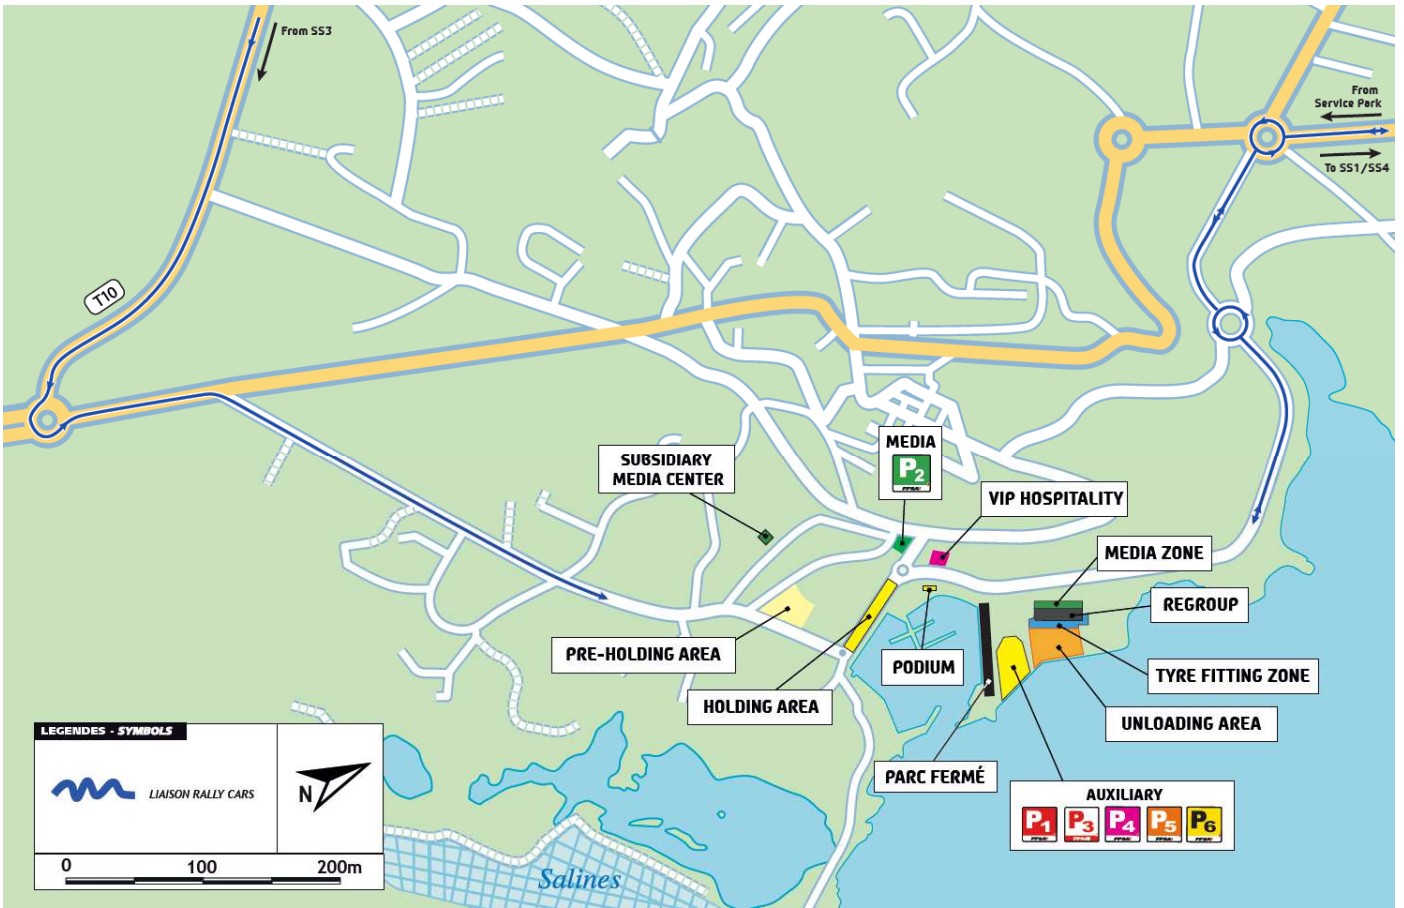 From SS3
From
Service Park
To SS1/SS4
T10
MEDIA
P2
SUBSIDIARY
MEDIA CENTER
VIP HOSPITALITY
MEDIA ZONE
REGROUP
PRE-HOLDING AREA
PODIUM
TYRE FITTING ZONE
HOLDING AREA
UNLOADING AREA
PARC FERMÉ
AUXILIARY
P1 P3 P4 P5 P6
LEGENDES - SYMBOLS
LIAISON RALLY CARS
N
0 100 200m
Salines